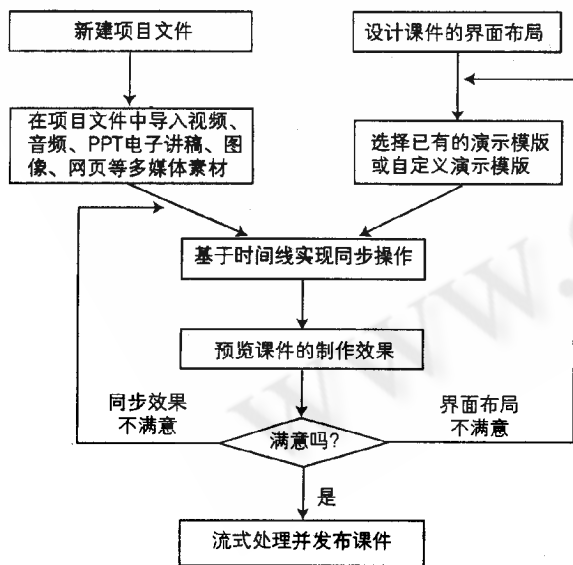 新建项目文件
设计课件的界面布局
在项目文件中导入视频、
音频、PPT电子讲稿、图
像、网页等多媒体素材
选择已有的演示模版
或自定义演示模版
基于时间线实现同步操作
预览课件的制作效果
同步效果
不满意
满意吗?
界面布局
不满意
是
流式处理并发布课件